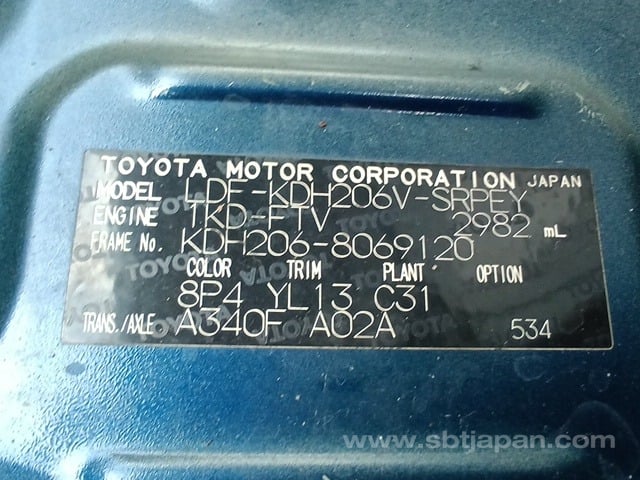 TOYOTA MOTOR CORPORATION JAPAN
MODEL LDF-KDH206V-SRPEY
ENGINE 1KD-FTV 2982 mL
FRAME No. KDH206-8069120
COLOR TRIM PLANT OPTION
8P4 YL13 C31
TRANS./AXLE A340F A02A 534
www.sbtjapan.com